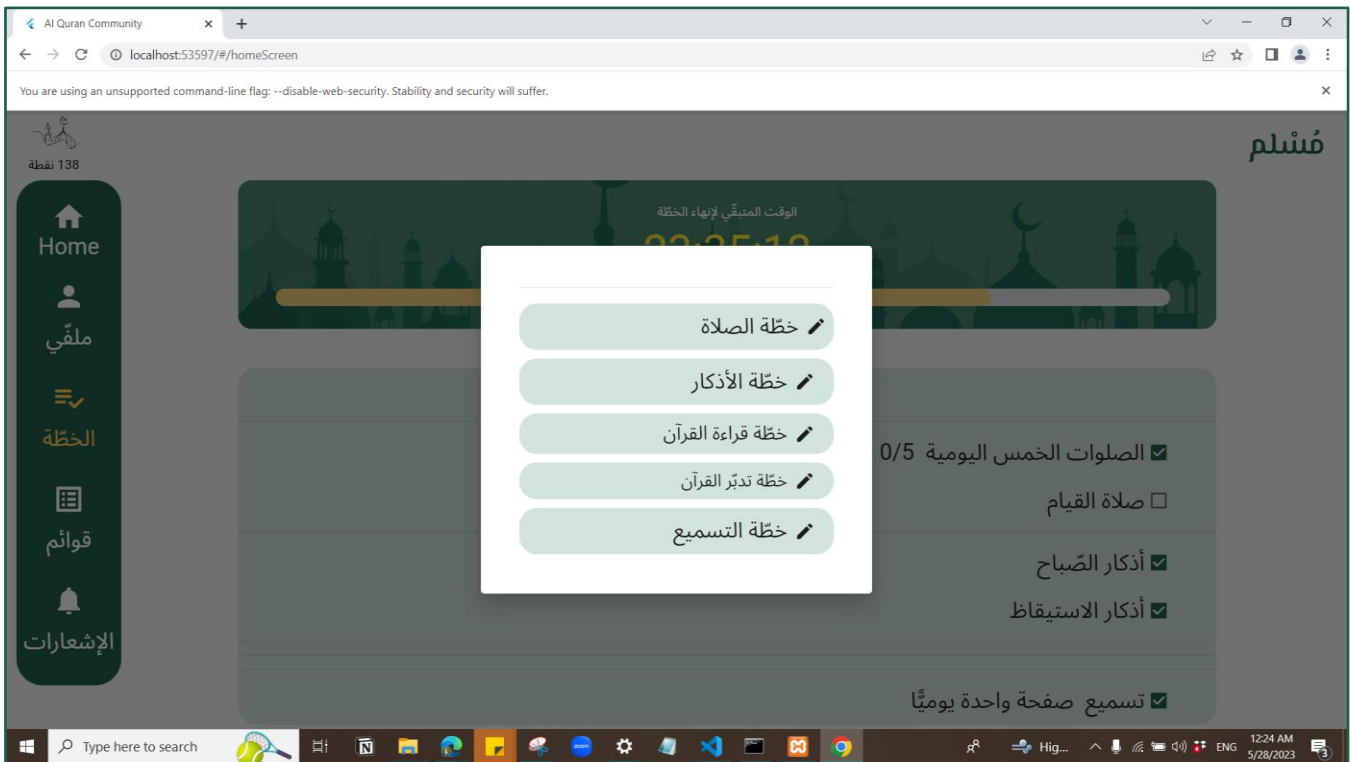 Al Quran Community
localhost:53597/#/homeScreen
You are using an unsupported command-line flag: --disable-web-security. Stability and security will suffer.
138 نقطة
مُسْلم
Home
ملفّي
الخطّة
قوائم
الإشعارات
الوقت المتبقّي لإنهاء الخطّة
خطّة الصلاة
خطّة الأذكار
خطّة قراءة القرآن
خطّة تدبّر القرآن
خطّة التسميع
الصلوات الخمس اليومية 0/5
صلاة القيام
أذكار الصّباح
أذكار الاستيقاظ
تسميع صفحة واحدة يوميًّا
Type here to search
zoom
Hig...
ENG
12:24 AM
5/28/2023
3